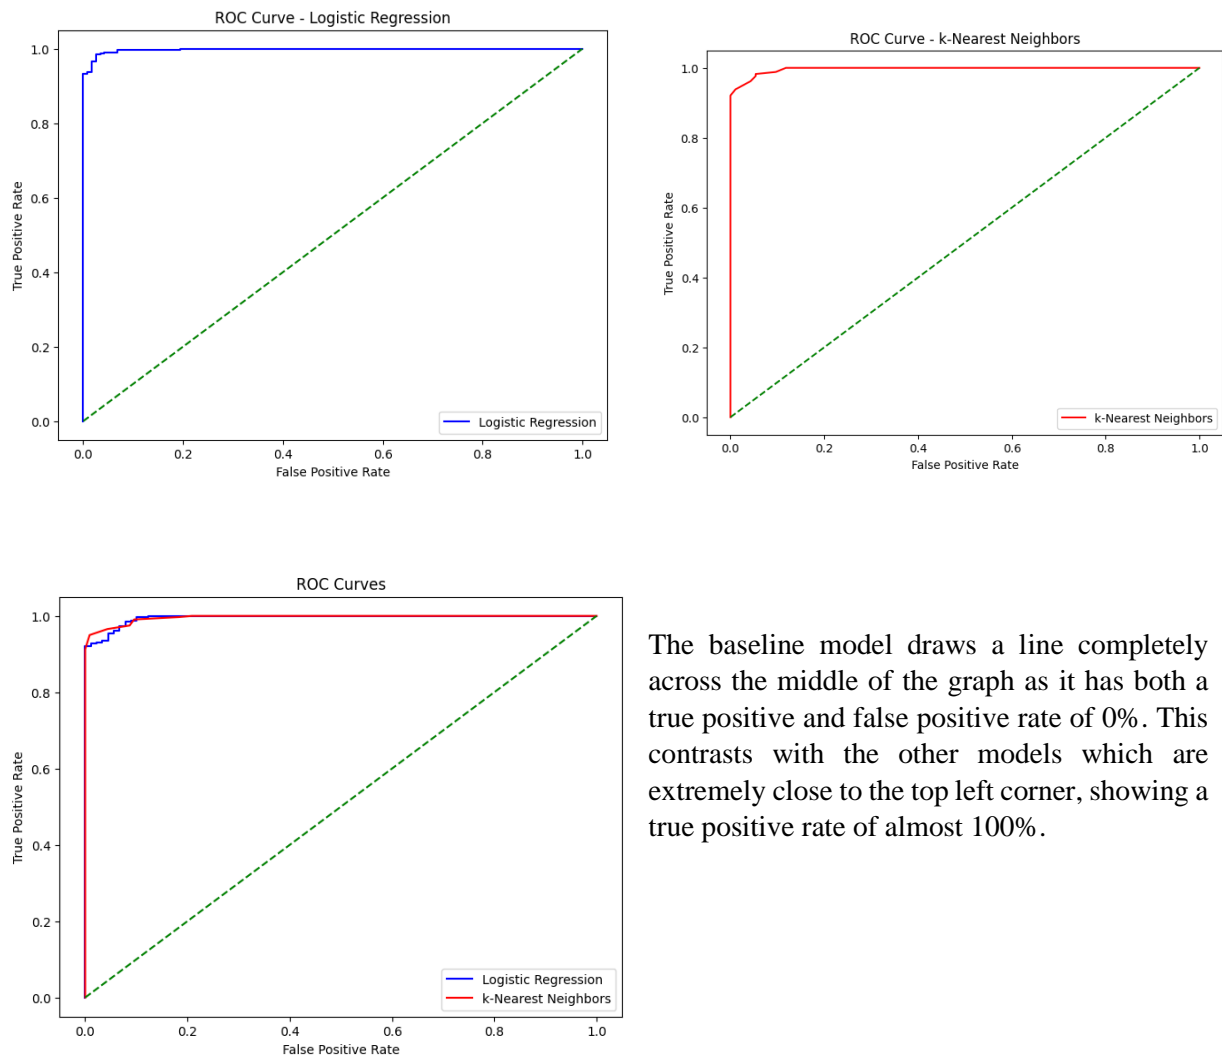 ROC Curve - Logistic Regression
1.0
0.8
0.6
0.4
0.2
0.0
True Positive Rate
0.0 0.2 0.4 0.6 0.8 1.0
False Positive Rate
Logistic Regression
ROC Curve - k-Nearest Neighbors
1.0
0.8
0.6
0.4
0.2
0.0
True Positive Rate
0.0 0.2 0.4 0.6 0.8 1.0
False Positive Rate
k-Nearest Neighbors
ROC Curves
1.0
0.8
0.6
0.4
0.2
0.0
True Positive Rate
0.0 0.2 0.4 0.6 0.8 1.0
False Positive Rate
Logistic Regression
k-Nearest Neighbors
The baseline model draws a line completely
across the middle of the graph as it has both a
true positive and false positive rate of 0%. This
contrasts with the other models which are
extremely close to the top left corner, showing a
true positive rate of almost 100%.